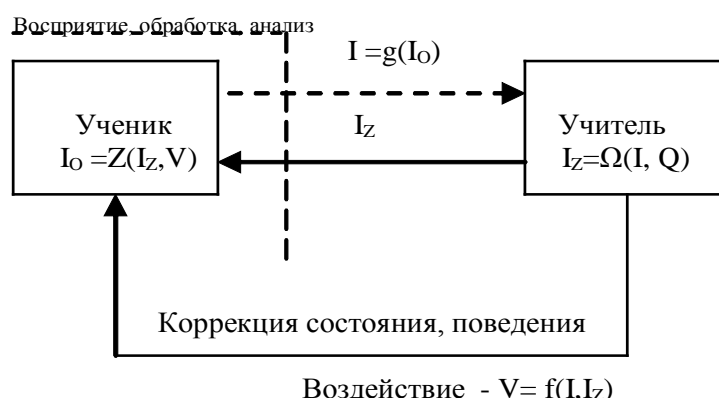 Восприятие, обработка, анализ
I =g(I_O)
Ученик
I_O =Z(I_Z,V)
I_Z
Учитель
I_Z=Ω(I, Q)
Коррекция состояния, поведения
Воздействие - V= f(I,I_Z)